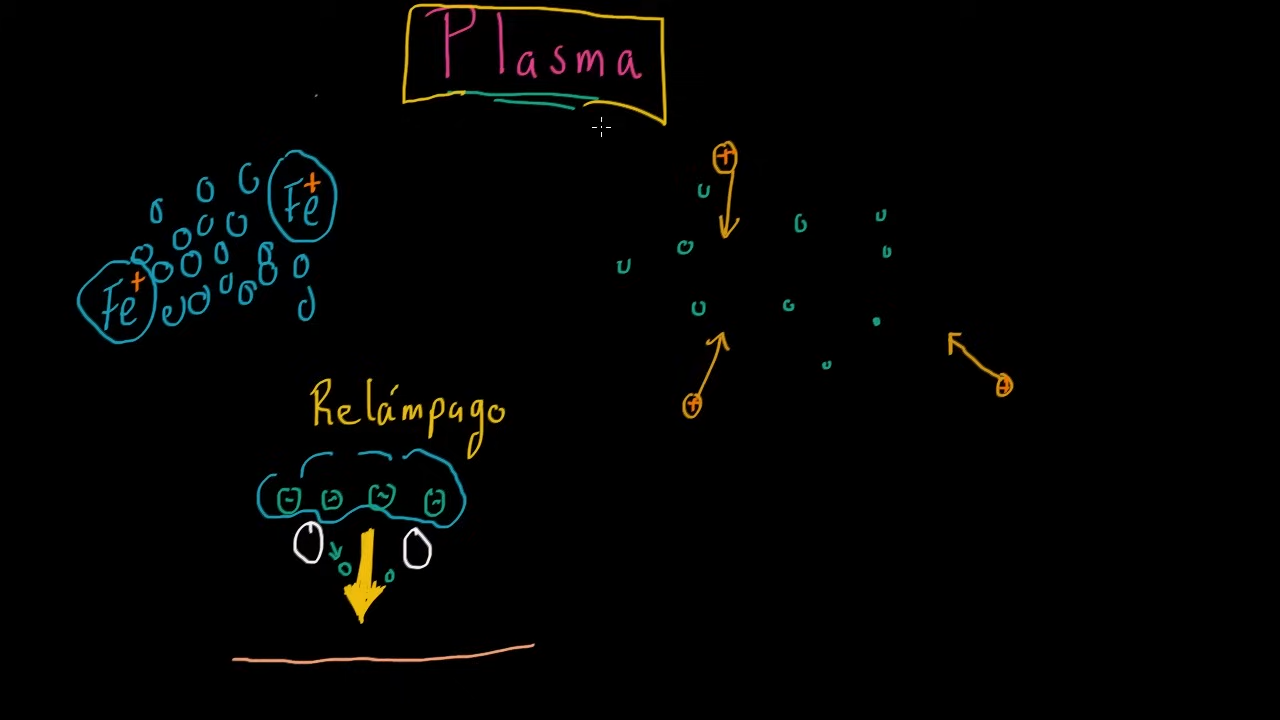 Plasma
Fe+
Fe+
+
+
+
Relámpago
- - - -